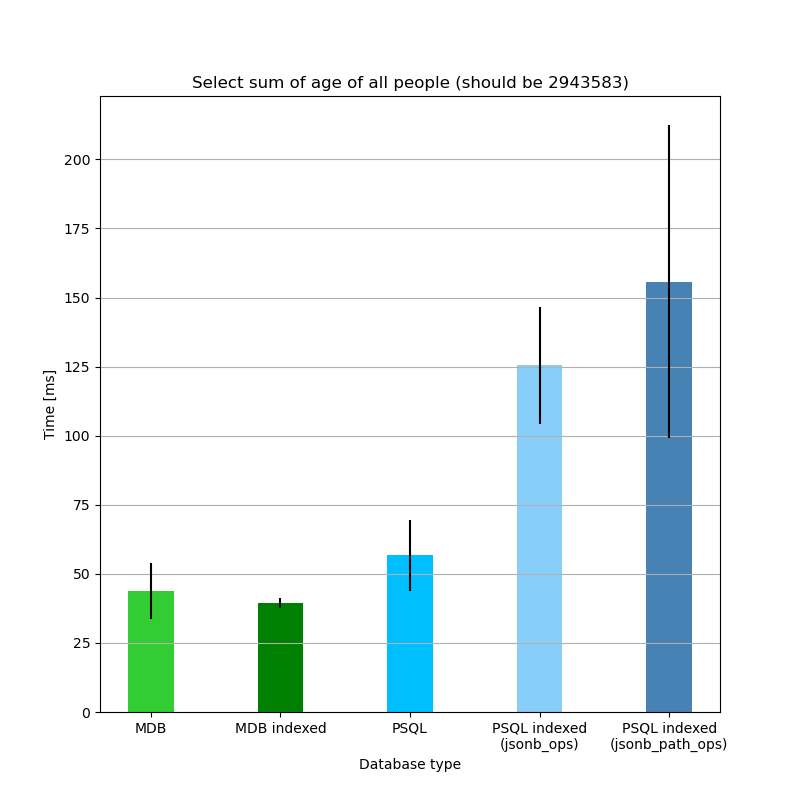 Select sum of age of all people (should be 2943583)
200
175
150
125
100
75
50
25
0
Time [ms]
MDB
MDB indexed
PSQL
PSQL indexed
(jsonb_ops)
PSQL indexed
(jsonb_path_ops)
Database type